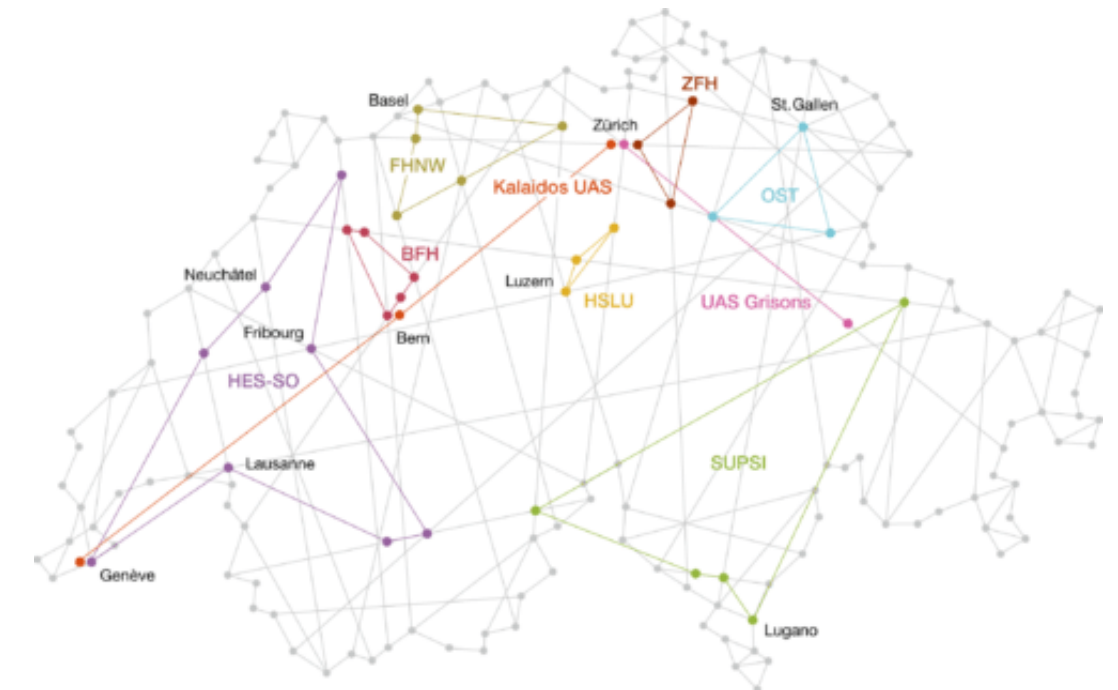 ZFH
Basel
St. Gallen
Zürich
FHNW
Kalaidos UAS
OST
BFH
Neuchâtel
Luzern
HSLU
UAS Grisons
Fribourg
Bern
HES-SO
Lausanne
SUPSI
Genève
Lugano